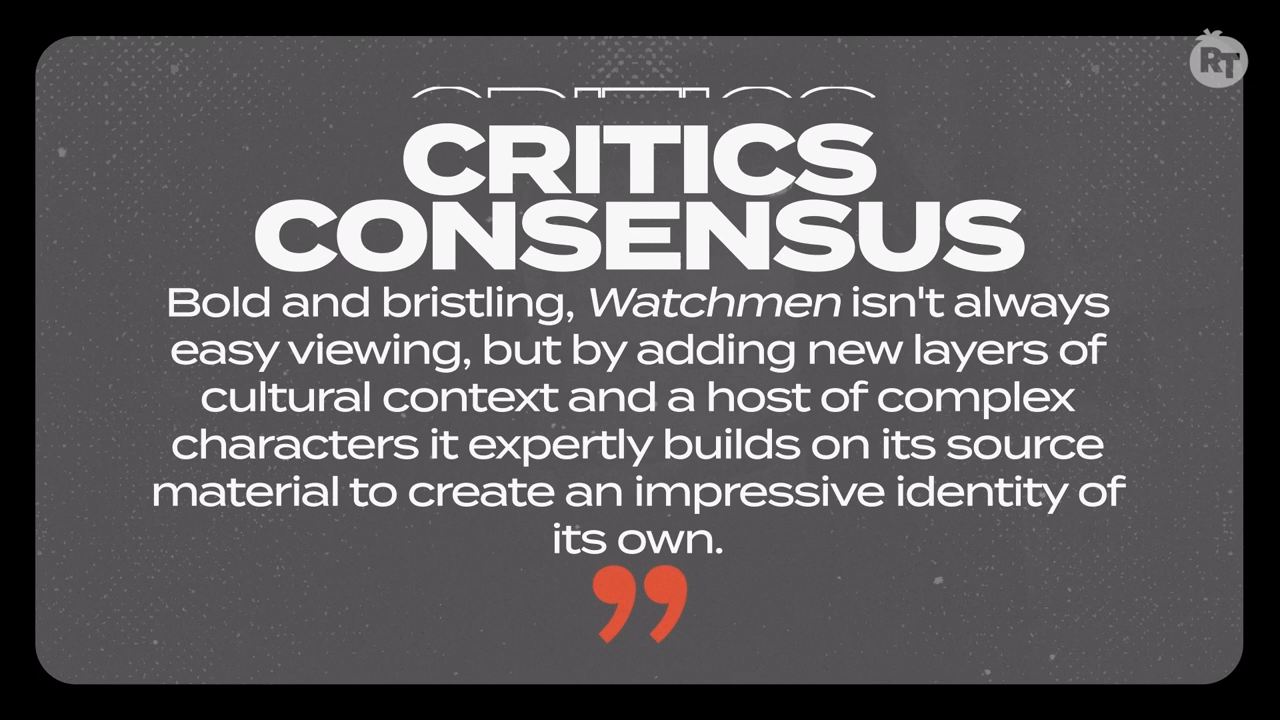 CRITICS
CONSENSUS
Bold and bristling, Watchmen isn't always
easy viewing, but by adding new layers of
cultural context and a host of complex
characters it expertly builds on its source
material to create an impressive identity of
its own.
”
RT